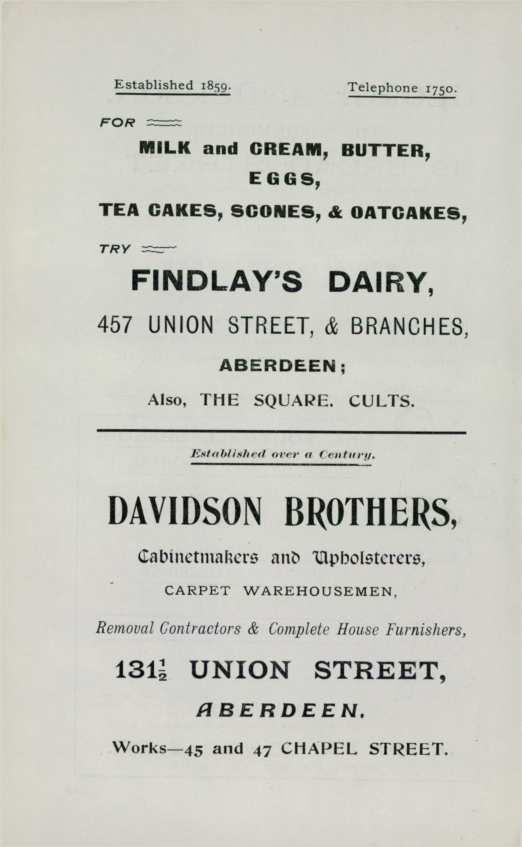 Established 1859. Telephone 1750.
FOR
MILK and CREAM, BUTTER,
EGGS,
TEA CAKES, SCONES, & OATCAKES,
TRY
FINDLAY'S DAIRY,
457 UNION STREET, & BRANCHES,
ABERDEEN;
Also, THE SQUARE. CULTS.
Established over a Century.
DAVIDSON BROTHERS,
Cabinetmakers and Upholsterers,
CARPET WAREHOUSEMEN,
Removal Contractors & Complete House Furnishers,
131½ UNION STREET,
ABERDEEN.
Works—45 and 47 CHAPEL STREET.